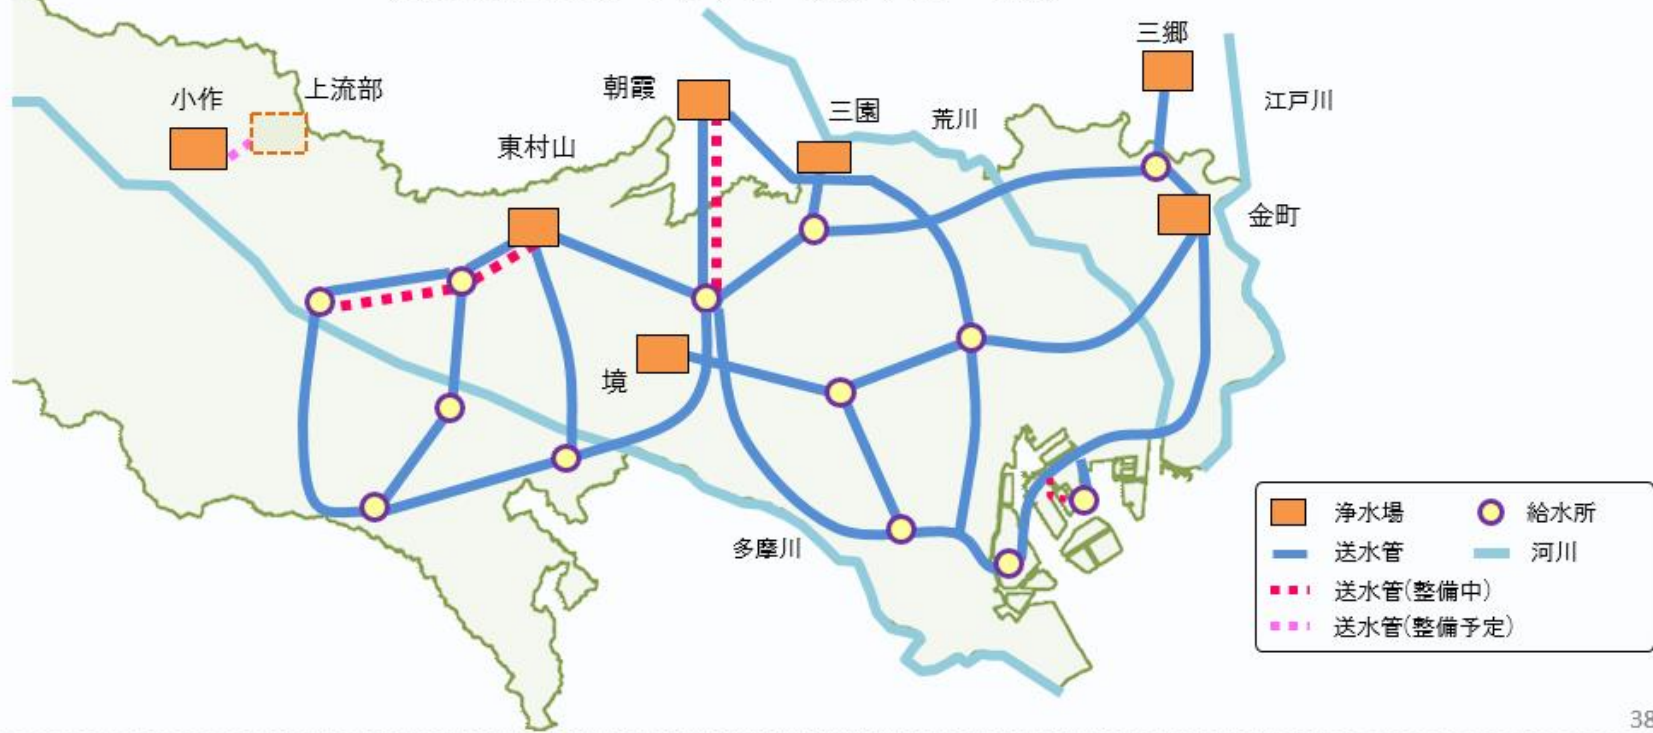 三郷
小作
上流部
朝霞
三園
荒川
江戸川
東村山
金町
境
多摩川
浄水場
給水所
送水管
河川
送水管(整備中)
送水管(整備予定)
38